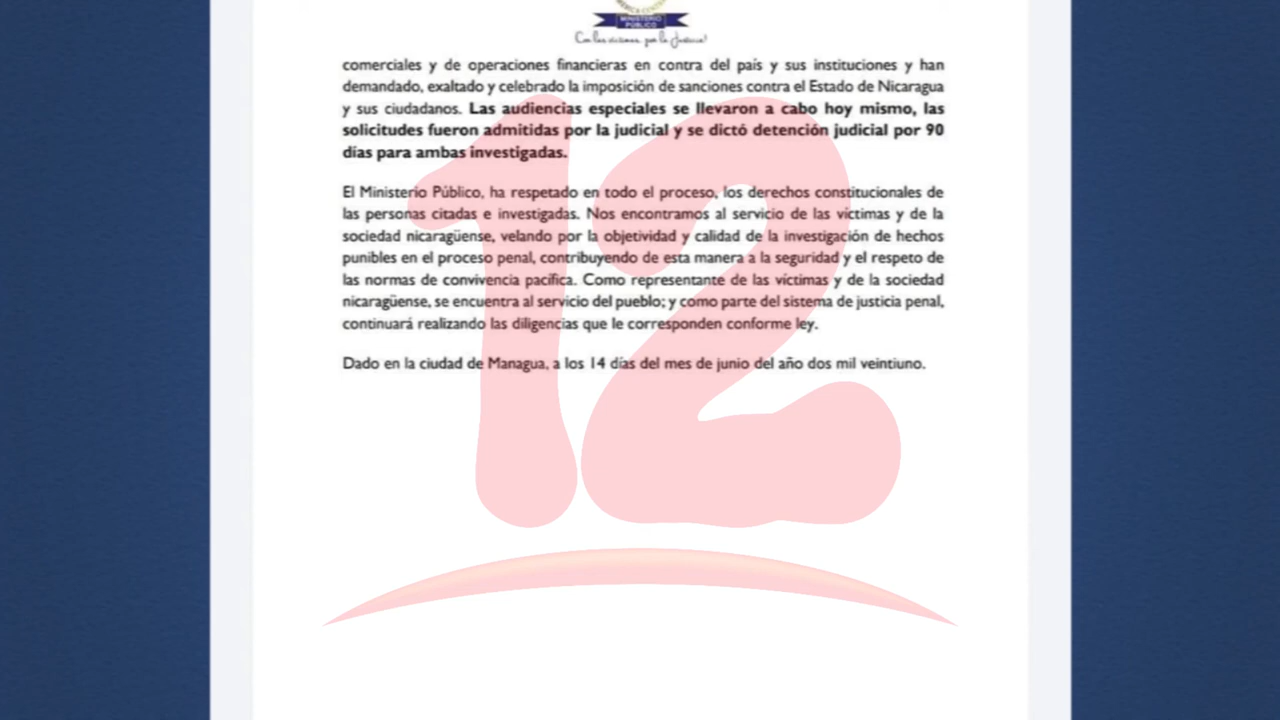 MINISTERIO
PÚBLICO
comerciales y de operaciones financieras en contra del país y sus instituciones y han
demandado, exaltado y celebrado la imposición de sanciones contra el Estado de Nicaragua
y sus ciudadanos. Las audiencias especiales se llevaron a cabo hoy mismo, las
solicitudes fueron admitidas por la judicial y se dictó detención judicial por 90
días para ambas investigadas.
El Ministerio Público, ha respetado en todo el proceso, los derechos constitucionales de
las personas citadas e investigadas. Nos encontramos al servicio de las víctimas y de la
sociedad nicaragüense, velando por la objetividad y calidad de la investigación de hechos
punibles en el proceso penal, contribuyendo de esta manera a la seguridad y el respeto de
las normas de convivencia pacífica. Como representante de las víctimas y de la sociedad
nicaragüense, se encuentra al servicio del pueblo; y como parte del sistema de justicia penal,
continuará realizando las diligencias que le corresponden conforme ley.
Dado en la ciudad de Managua, a los 14 días del mes de junio del año dos mil veintiuno.
12